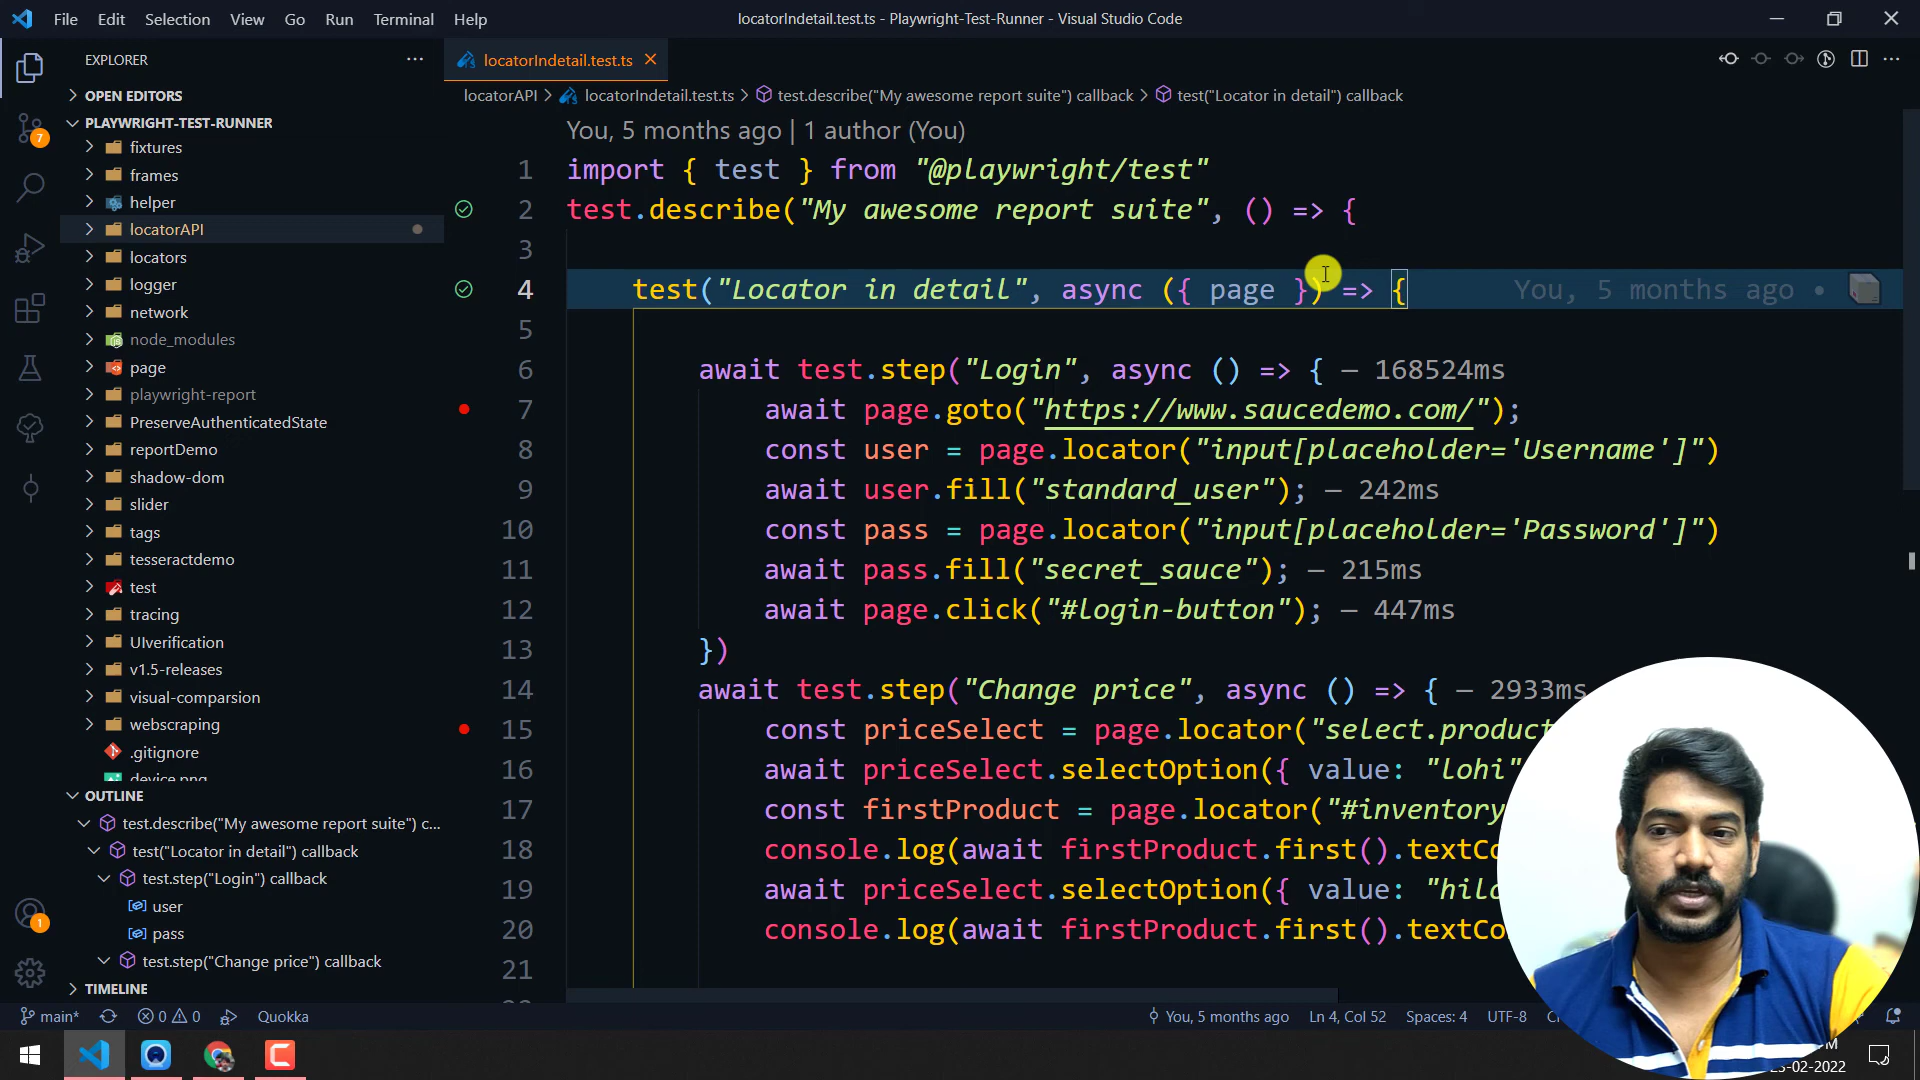 File Edit Selection View Go Run Terminal Help
locatorIndetail.test.ts - Playwright-Test-Runner - Visual Studio Code
EXPLORER
OPEN EDITORS
PLAYWRIGHT-TEST-RUNNER
fixtures
frames
helper
locatorAPI
locators
logger
network
node_modules
page
playwright-report
PreserveAuthenticatedState
reportDemo
shadow-dom
slider
tags
tesseractdemo
test
tracing
UIverification
v1.5-releases
visual-comparsion
webscraping
.gitignore
device.png
OUTLINE
test.describe("My awesome report suite") c...
test("Locator in detail") callback
test.step("Login") callback
user
pass
test.step("Change price") callback
TIMELINE
7
1
locatorIndetail.test.ts
locatorAPI > locatorIndetail.test.ts > test.describe("My awesome report suite") callback > test("Locator in detail") callback
You, 5 months ago | 1 author (You)
1 import { test } from "@playwright/test"
2 test.describe("My awesome report suite", () => {
3
4 test("Locator in detail", async ({ page }) => { You, 5 months ago •
5
6 await test.step("Login", async () => { — 168524ms
7 await page.goto("https://www.saucedemo.com/");
8 const user = page.locator("input[placeholder='Username']")
9 await user.fill("standard_user"); — 242ms
10 const pass = page.locator("input[placeholder='Password']")
11 await pass.fill("secret_sauce"); — 215ms
12 await page.click("#login-button"); — 447ms
13 })
14 await test.step("Change price", async () => { — 2933ms
15 const priceSelect = page.locator("select.product
16 await priceSelect.selectOption({ value: "lohi"
17 const firstProduct = page.locator("#inventory
18 console.log(await firstProduct.first().textCo
19 await priceSelect.selectOption({ value: "hilo
20 console.log(await firstProduct.first().textCo
21
main* 0 0 Quokka
You, 5 months ago Ln 4, Col 52 Spaces: 4 UTF-8
-02-2022